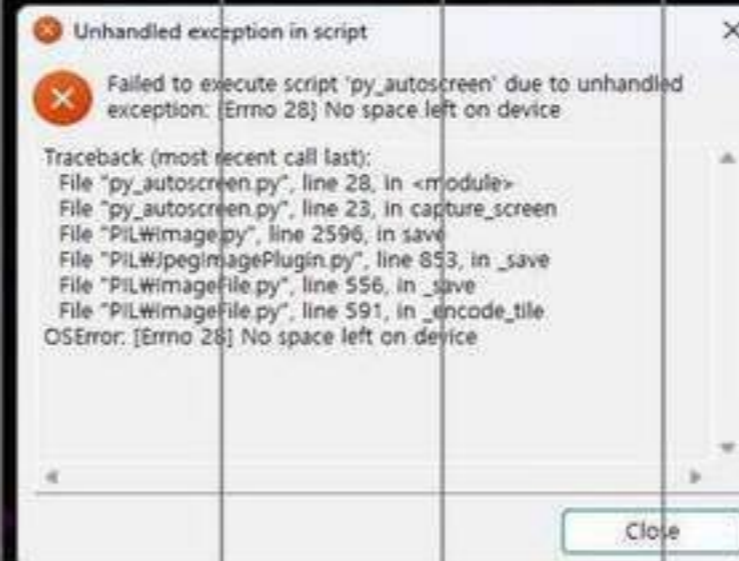 Unhandled exception in script
Failed to execute script 'py_autoscreen' due to unhandled
exception: [Errno 28] No space left on device
Traceback (most recent call last):
File "py_autoscreen.py", line 28, in <module>
File "py_autoscreen.py", line 23, in capture_screen
File "PIL₩Image.py", line 2596, in save
File "PIL₩JpegImagePlugin.py", line 853, in _save
File "PIL₩ImageFile.py", line 556, in _save
File "PIL₩ImageFile.py", line 591, in _encode_tile
OSError: [Errno 28] No space left on device
Close